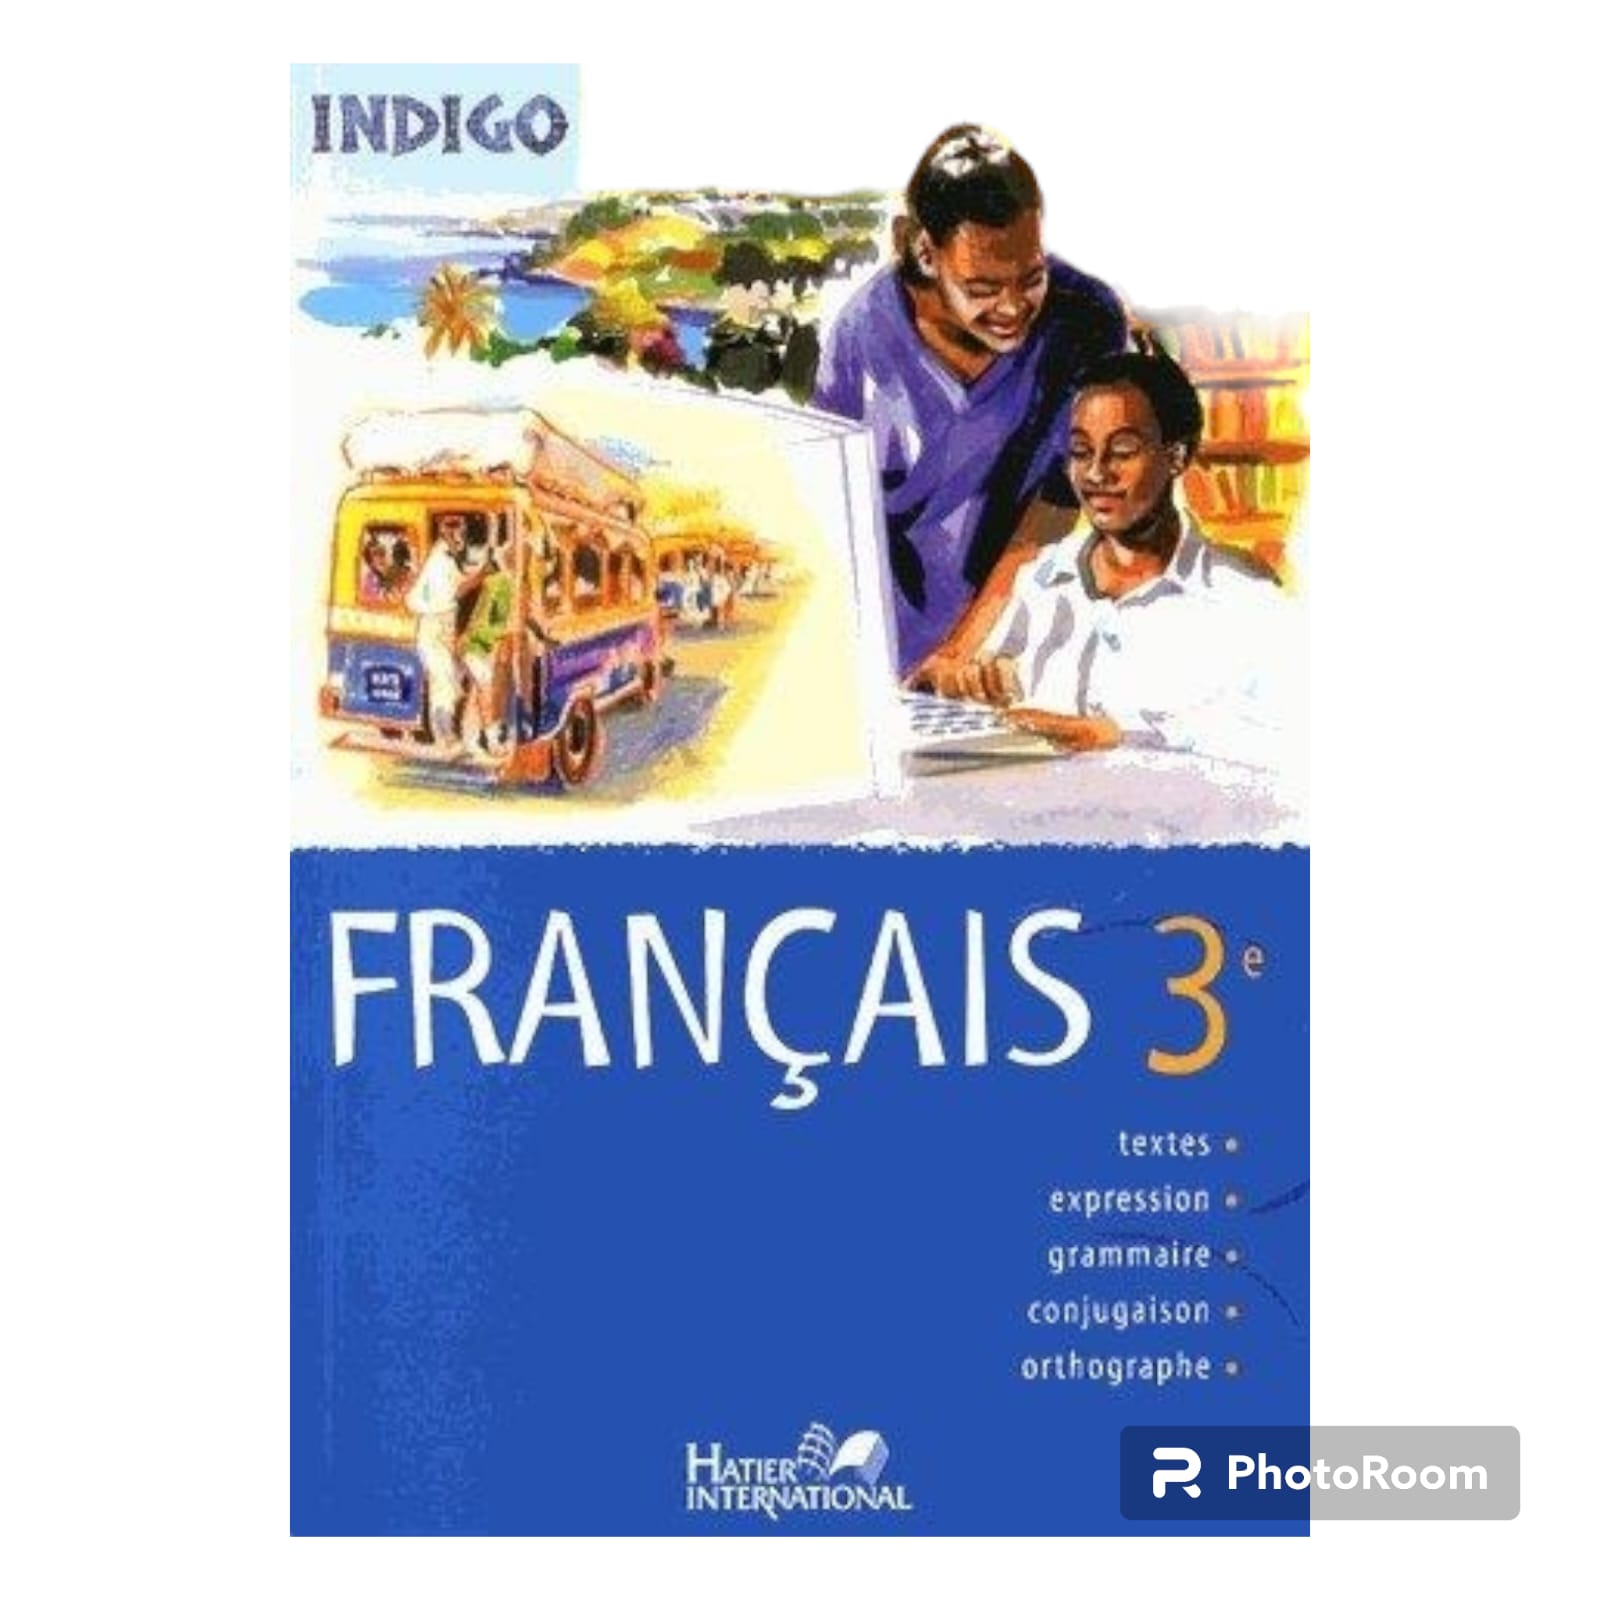 INDIGO
FRANÇAIS 3e
textes •
expression •
grammaire •
conjugaison •
orthographe •
HATIER
INTERNATIONAL
PhotoRoom